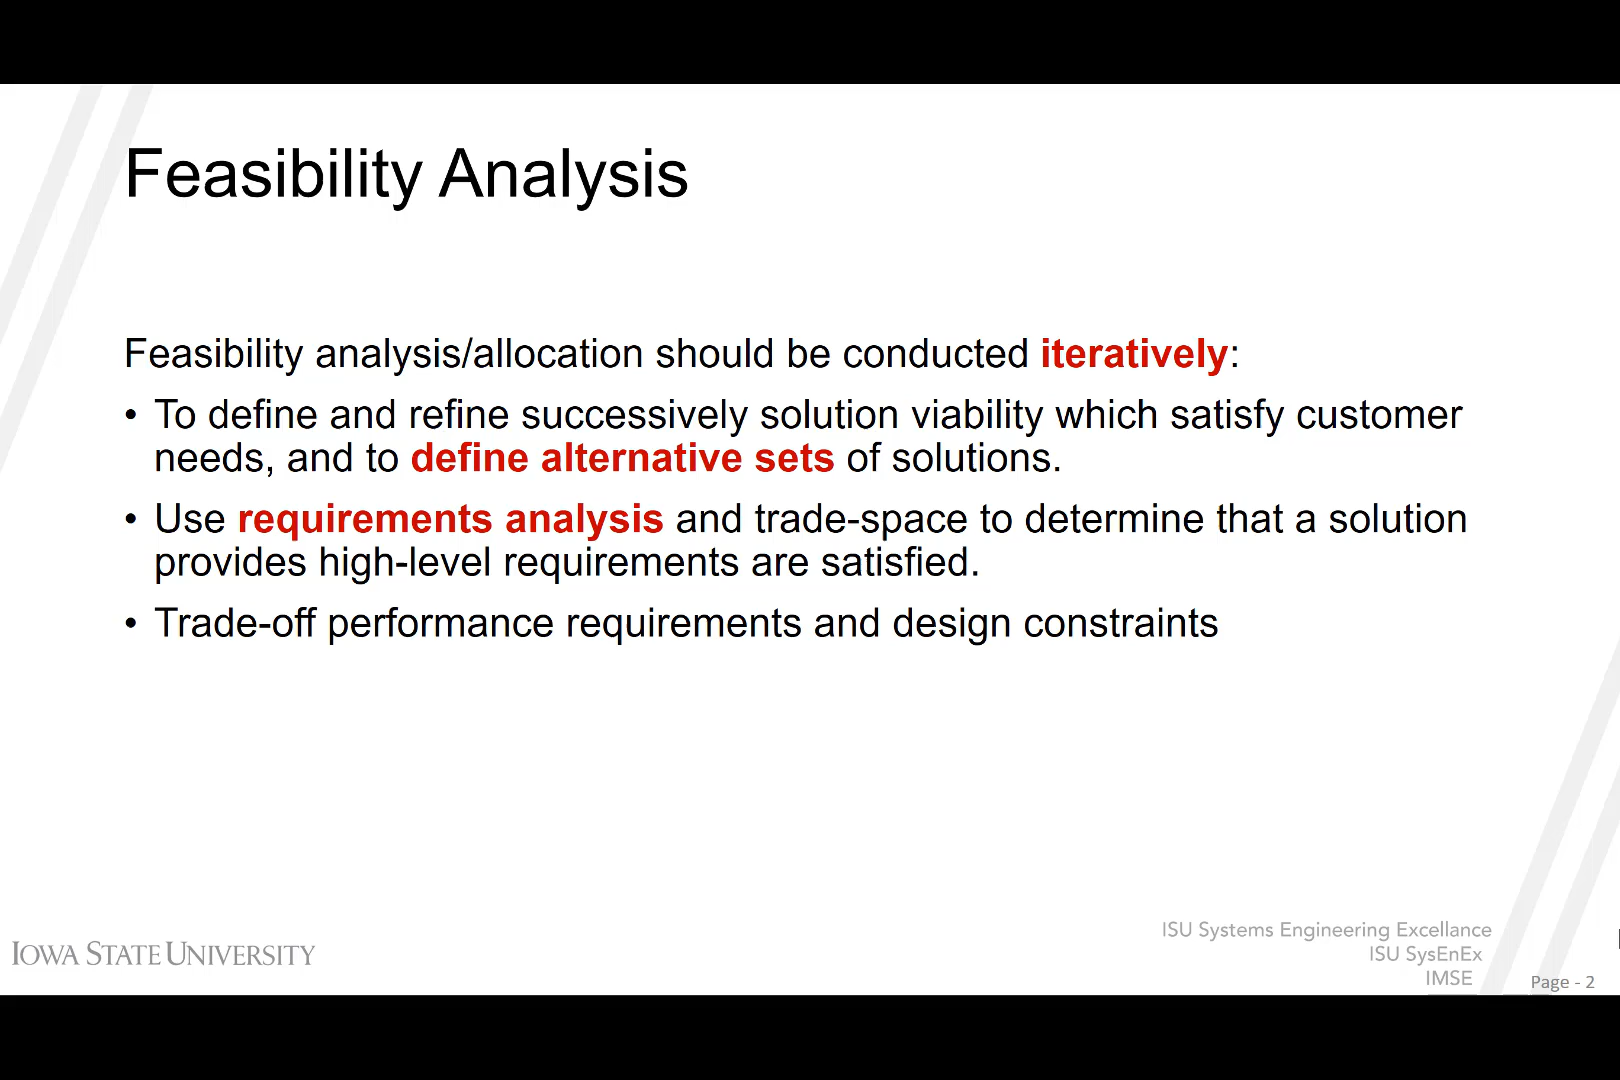 Feasibility Analysis
Feasibility analysis/allocation should be conducted iteratively:
• To define and refine successively solution viability which satisfy customer
needs, and to define alternative sets of solutions.
• Use requirements analysis and trade-space to determine that a solution
provides high-level requirements are satisfied.
• Trade-off performance requirements and design constraints
IOWA STATE UNIVERSITY
ISU Systems Engineering Excellance
ISU SysEnEx
IMSE
Page - 2